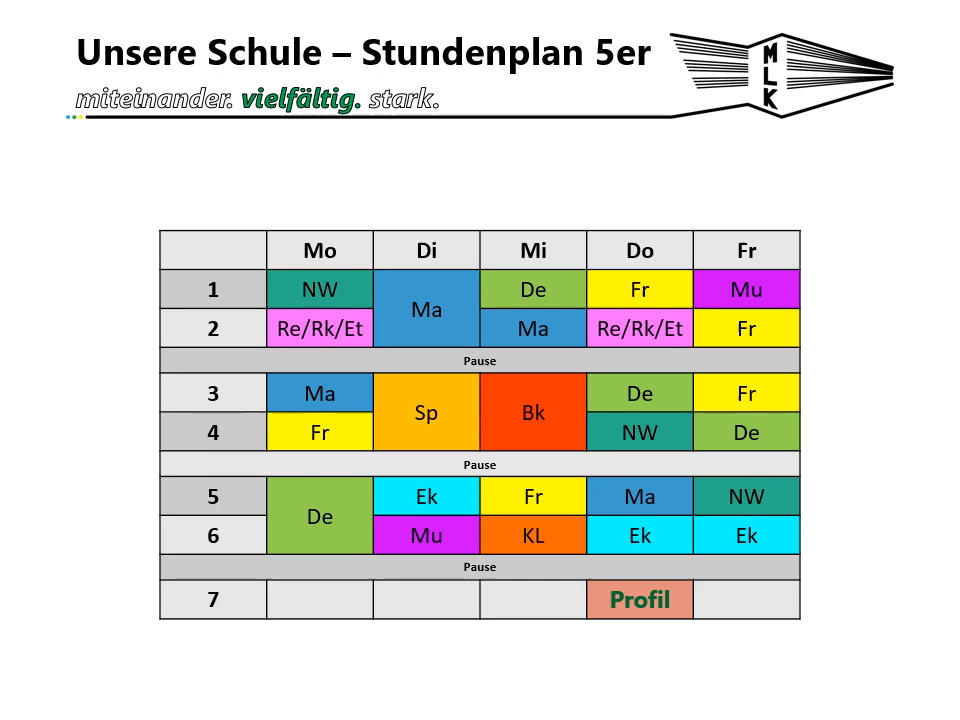 Unsere Schule – Stundenplan 5er
miteinander. vielfältig. stark.
MLK
Mo Di Mi Do Fr
1 NW Ma De Fr Mu
2 Re/Rk/Et Ma Re/Rk/Et Fr
Pause
3 Ma Sp Bk De Fr
4 Fr NW De
Pause
5 De Ek Fr Ma NW
6 Mu KL Ek Ek
Pause
7 Profil